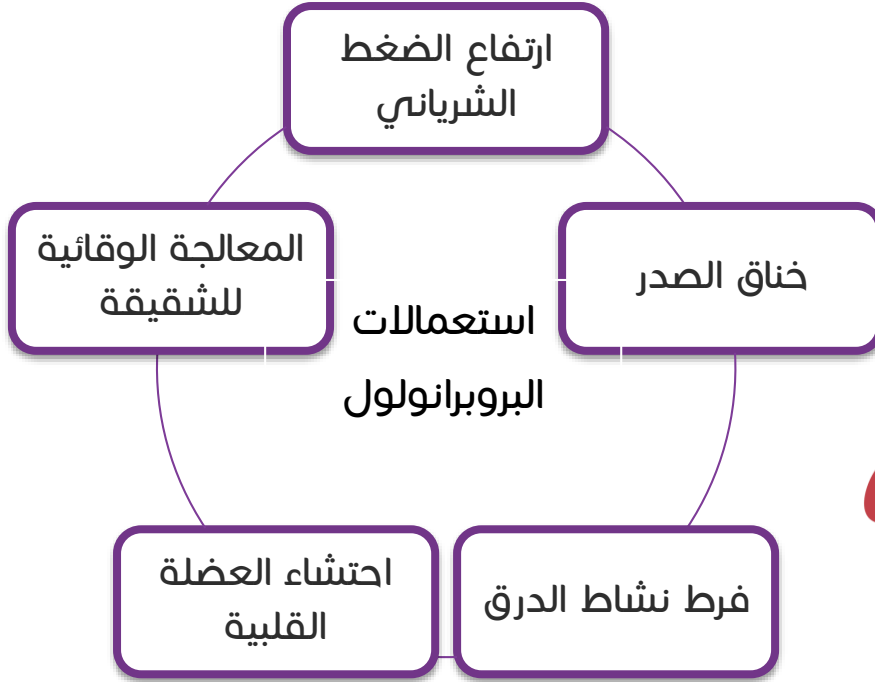 ارتفاع الضغط
الشرياني
خناق الصدر
المعالجة الوقائية
للشقيقة
استعمالات
البروبرانولول
فرط نشاط الدرق
احتشاء العضلة
القلبية